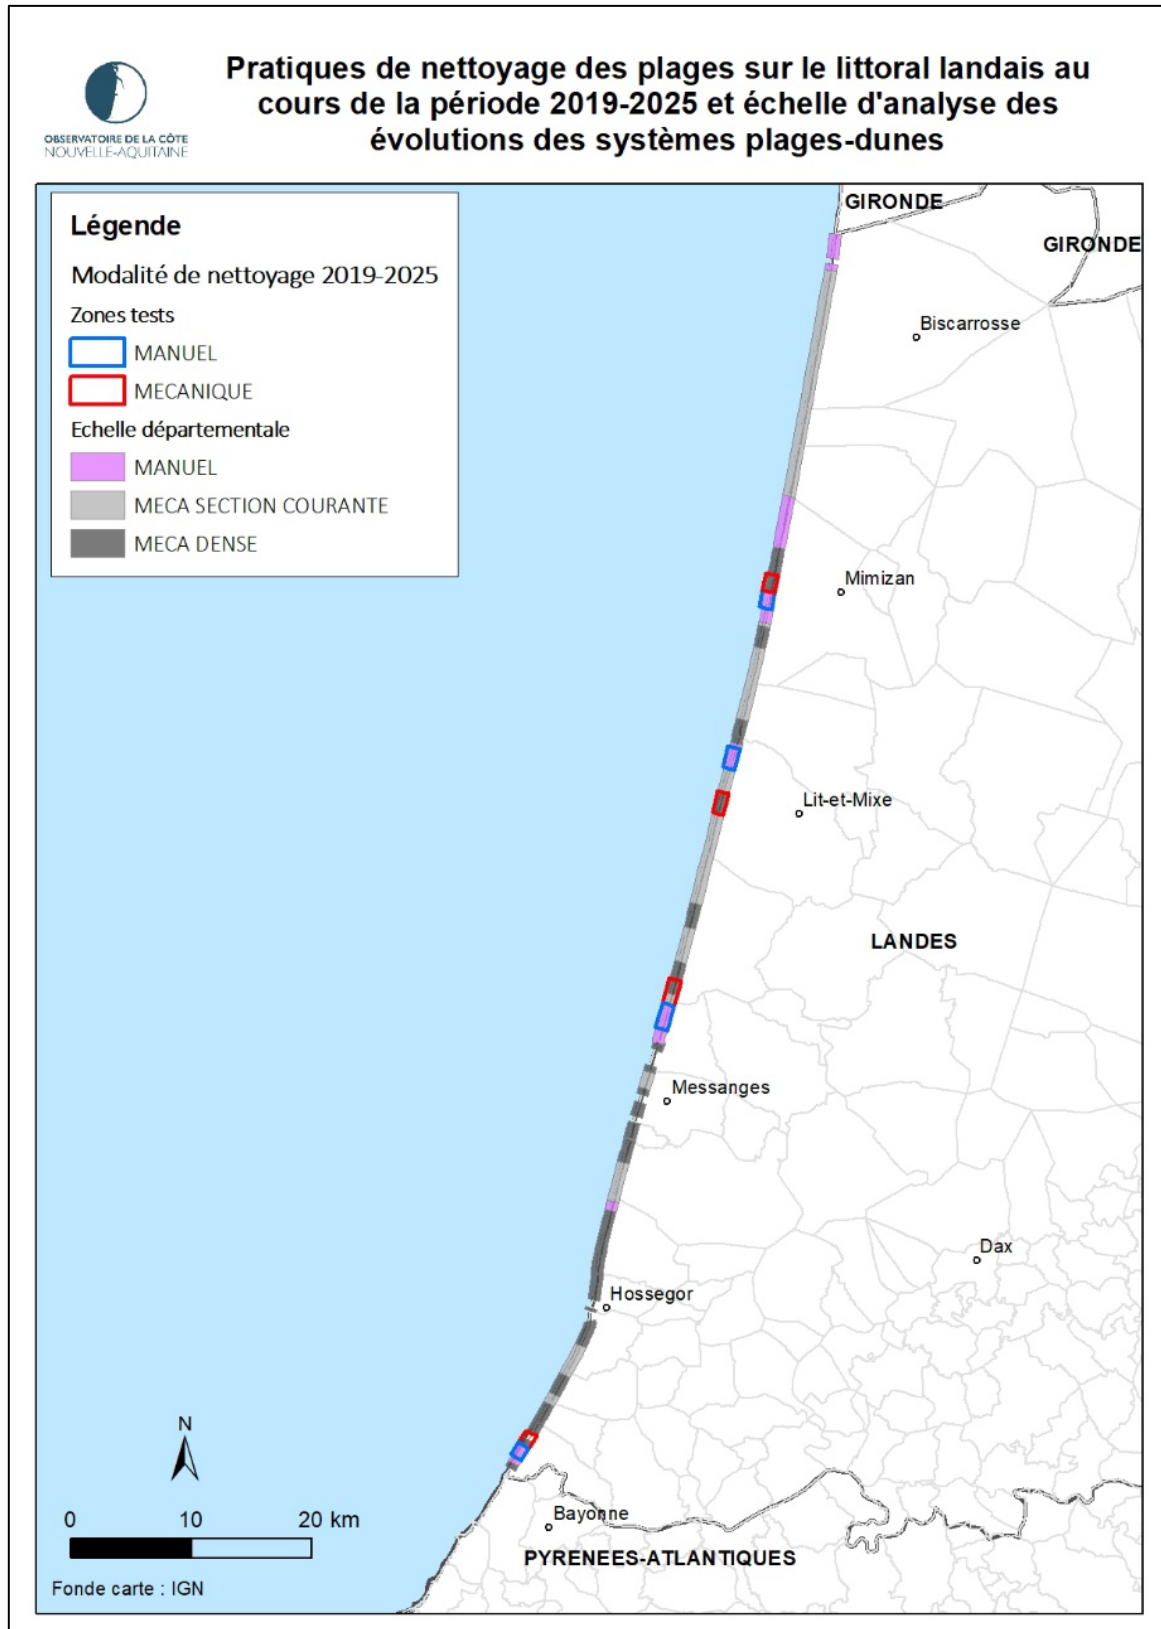 Pratiques de nettoyage des plages sur le littoral landais au
cours de la période 2019-2025 et échelle d'analyse des
évolutions des systèmes plages-dunes
OBSERVATOIRE DE LA CÔTE
NOUVELLE-AQUITAINE
Légende
Modalité de nettoyage 2019-2025
Zones tests
MANUEL
MECANIQUE
Echelle départementale
MANUEL
MECA SECTION COURANTE
MECA DENSE
GIRONDE
GIRONDE
Biscarrosse
Mimizan
Lit-et-Mixe
LANDES
Messanges
Dax
Hossegor
N
0 10 20 km
Bayonne
PYRENEES-ATLANTIQUES
Fonde carte : IGN